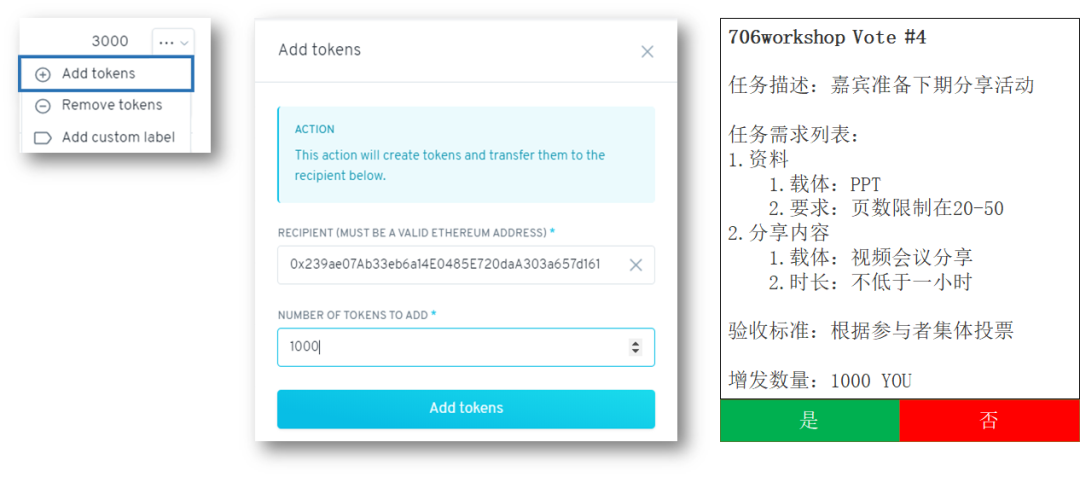 3000
Add tokens
Remove tokens
Add custom label
Add tokens
ACTION
This action will create tokens and transfer them to the
recipient below.
RECIPIENT (MUST BE A VALID ETHEREUM ADDRESS) *
0x239ae07Ab33eb6a14E0485E720daA303a657d161
NUMBER OF TOKENS TO ADD *
1000
Add tokens
706workshop Vote #4
任务描述：嘉宾准备下期分享活动
任务需求列表：
1.资料
1.载体：PPT
2.要求：页数限制在20-50
2.分享内容
1.载体：视频会议分享
2.时长：不低于一小时
验收标准：根据参与者集体投票
增发数量：1000 YOU
是
否